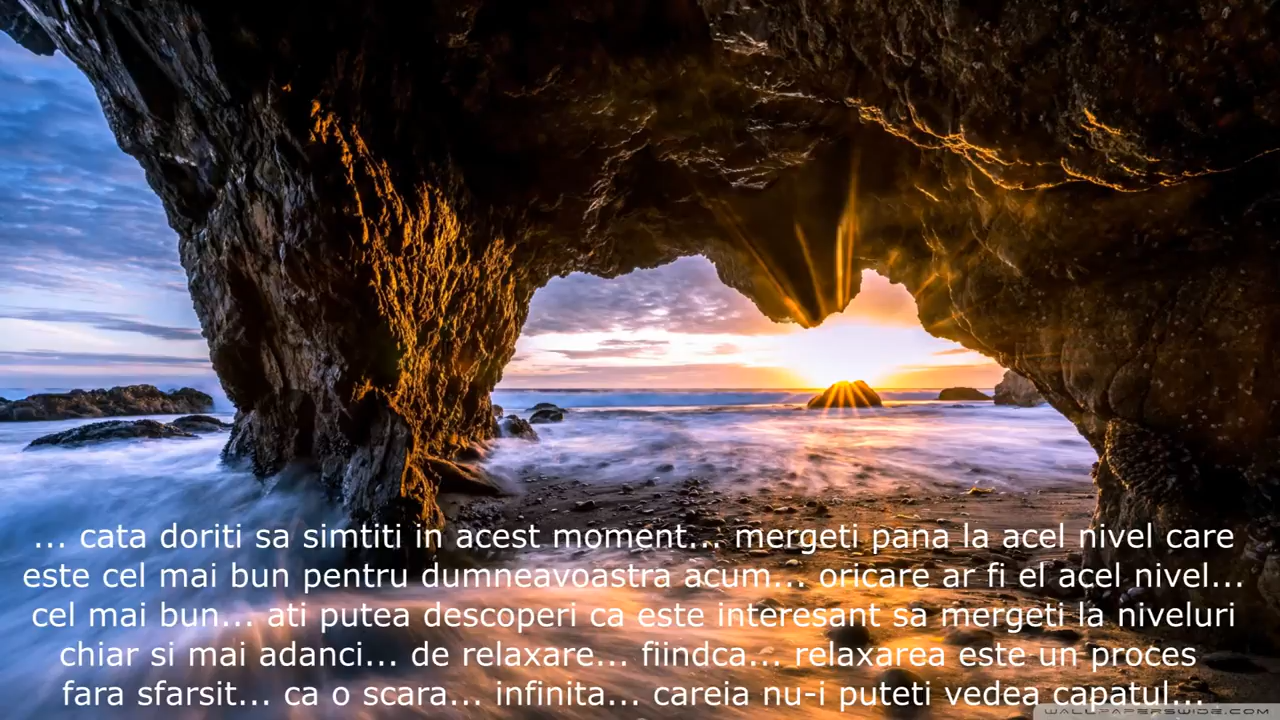 ... cata doriti sa simtiti in acest moment... mergeti pana la acel nivel care
este cel mai bun pentru dumneavoastra acum... oricare ar fi el acel nivel...
cel mai bun... ati putea descoperi ca este interesant sa mergeti la niveluri
chiar si mai adanci... de relaxare... fiindca... relaxarea este un proces
fara sfarsit... ca o scara... infinita... careia nu-i puteti vedea capatul...
WALLPAPERSWIDE.COM